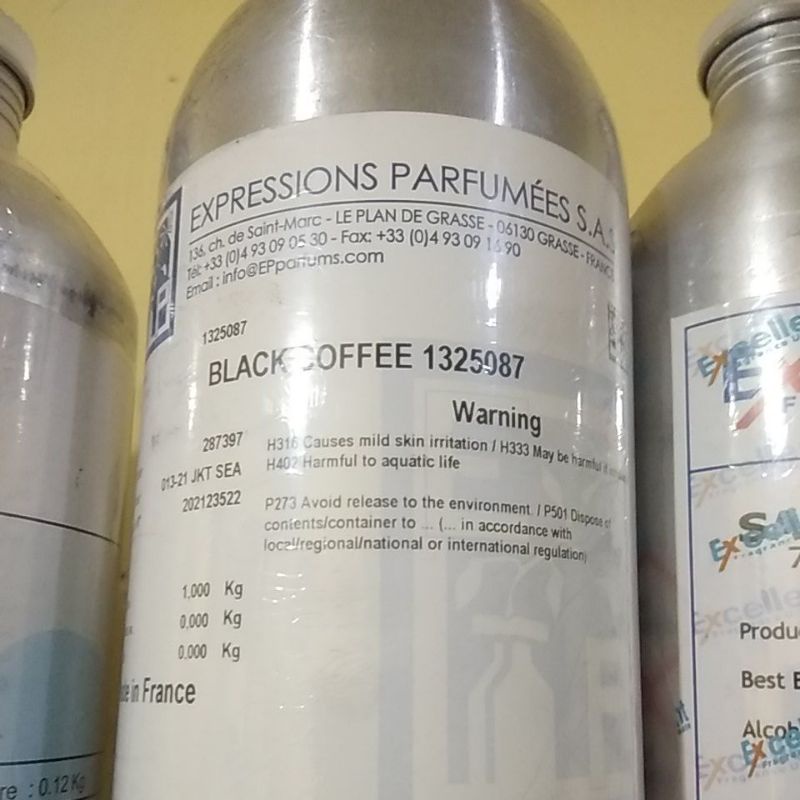 EXPRESSIONS PARFUMÉES S.A.S
136, ch. de Saint-Marc - LE PLAN DE GRASSE - 06130 GRASSE - FRANCE
Tél: +33 (0)4 93 09 05 30 - Fax: +33 (0)4 93 09 90
Email : info@EPparfums.com
1325087
BLACK COFFEE 1325087
Warning
287397
H316 Causes mild skin irritation / H333 May be harmful if
013-21 JKT SEA
H402 Harmful to aquatic life
202123522
P273 Avoid release to the environment. / P501 Dispose of
contents/container to ... (... in accordance with
local/regional/national or international regulation)
1,000 Kg
0,000 Kg
0,000 Kg
in France
re : 0.12 Kg
Excellent
Produ
Best E
Alcoh